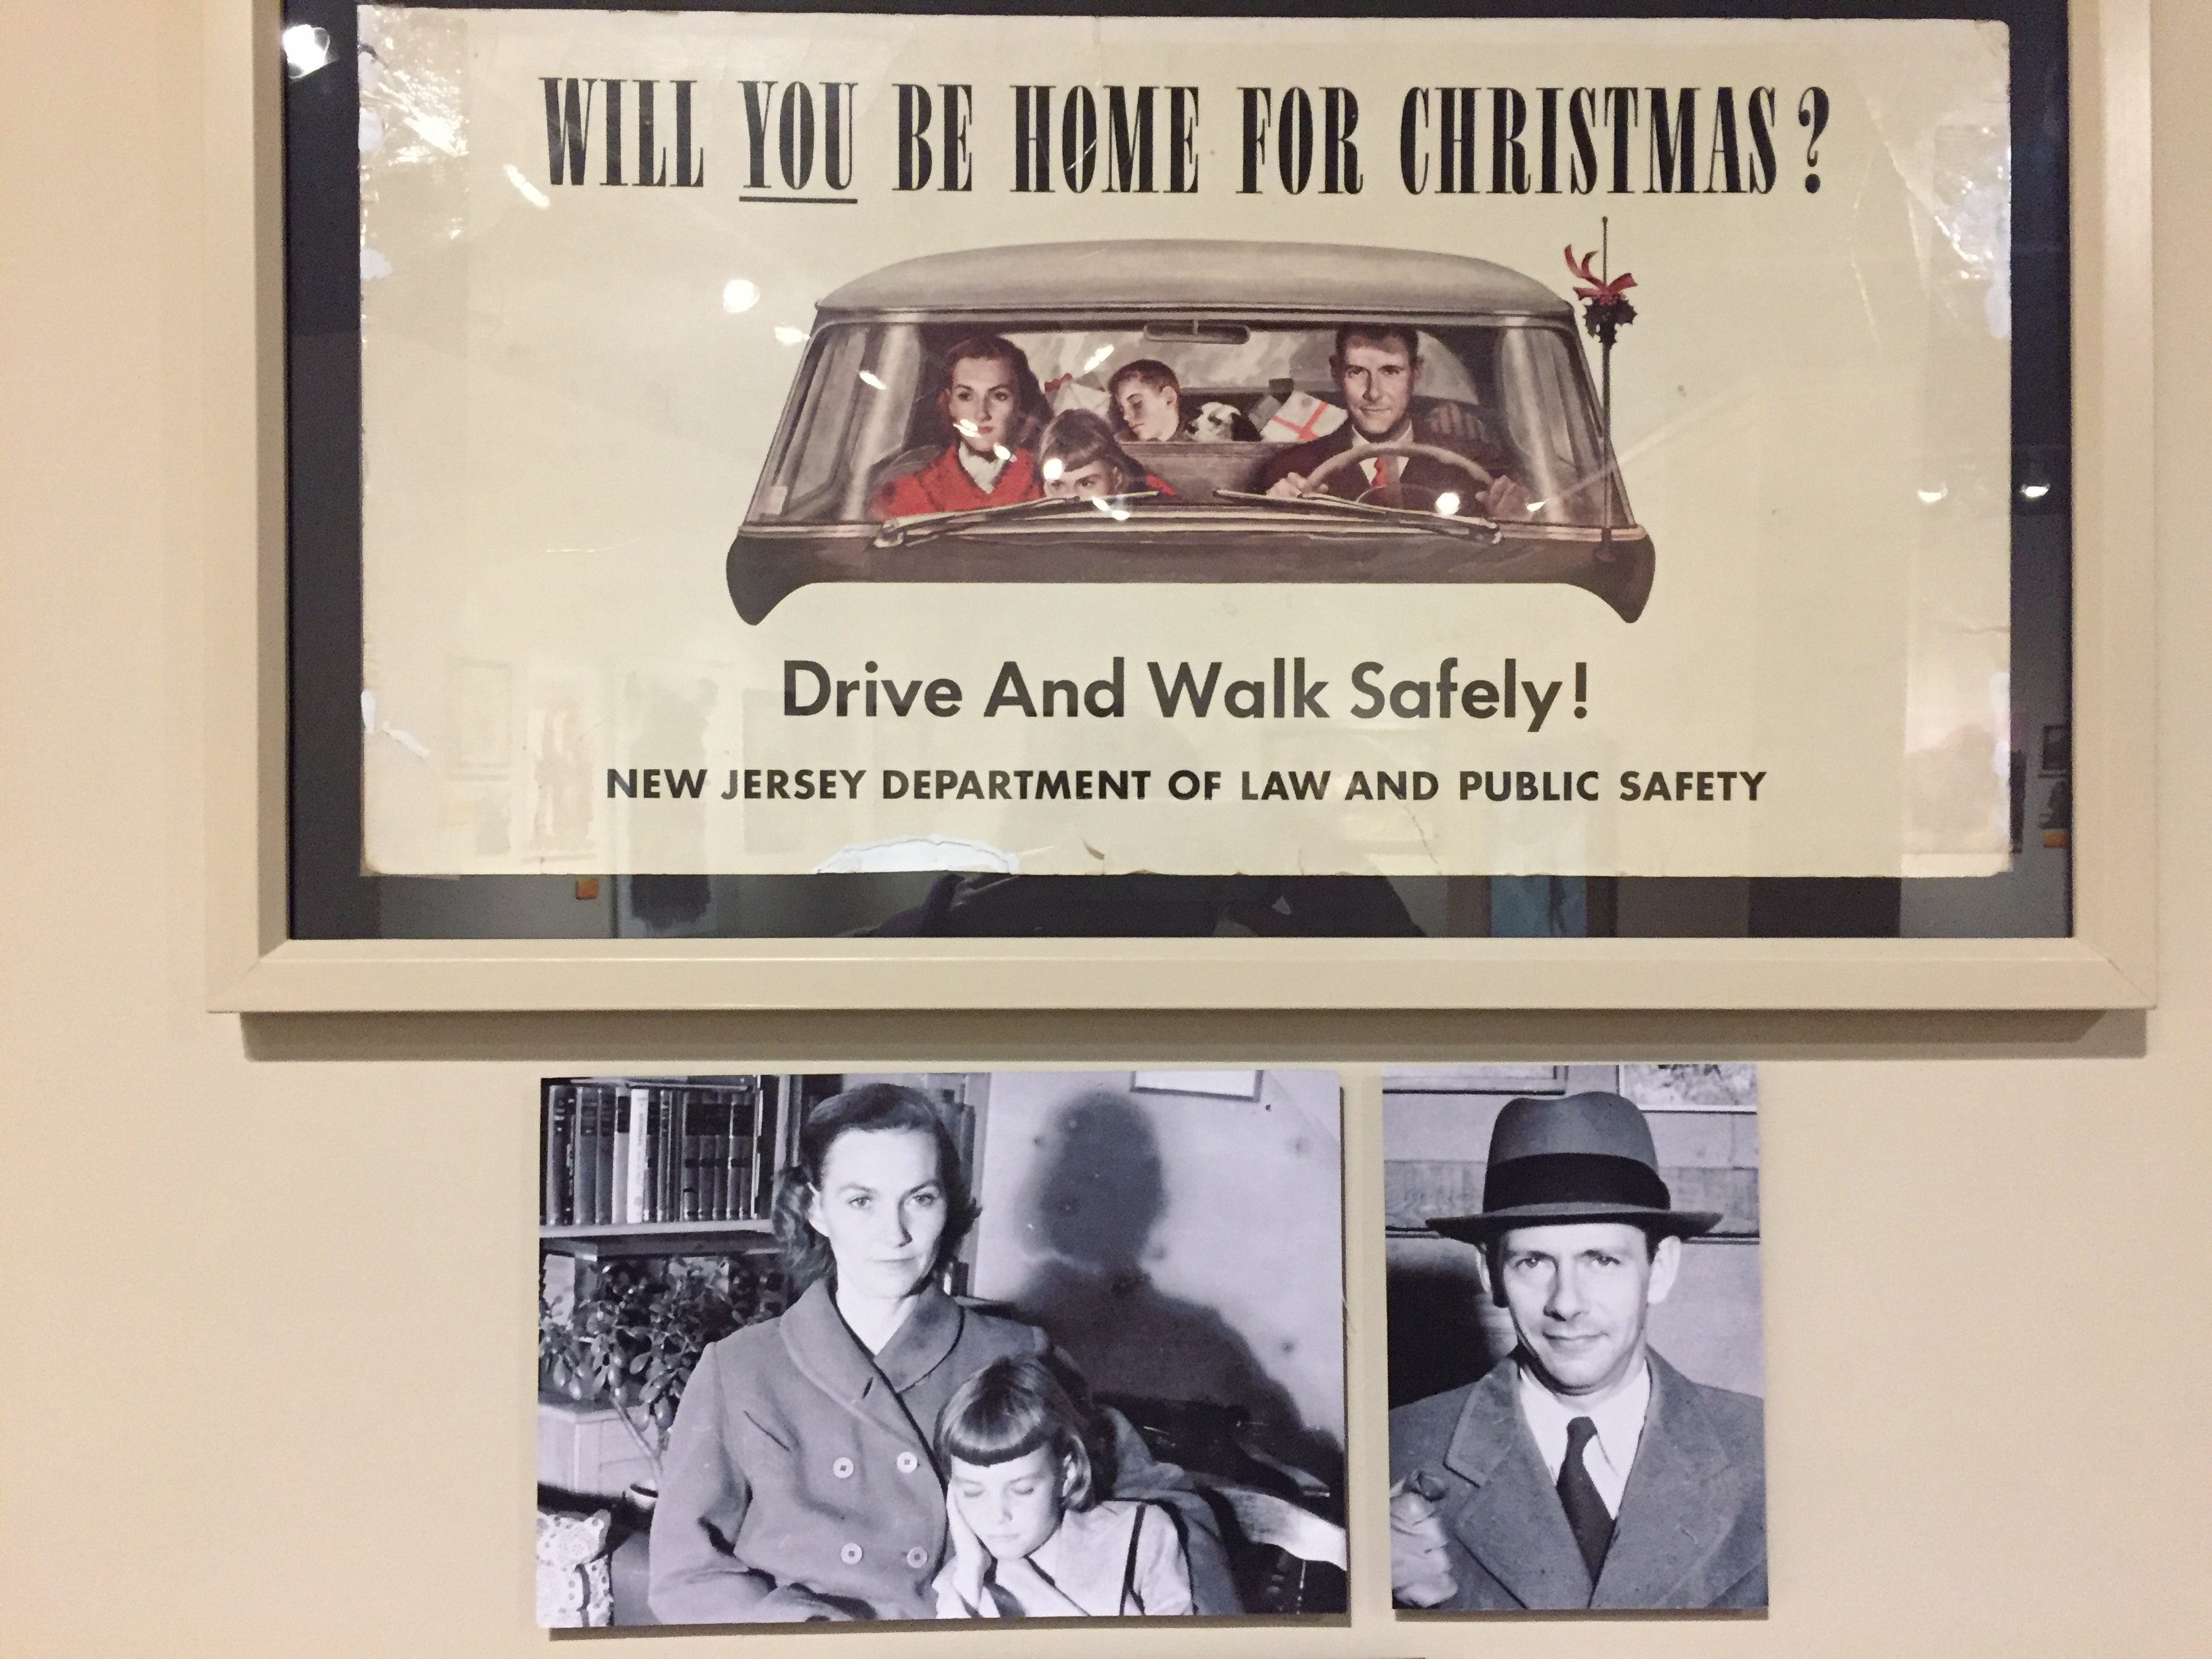 WILL YOU BE HOME FOR CHRISTMAS?
Drive And Walk Safely!
NEW JERSEY DEPARTMENT OF LAW AND PUBLIC SAFETY